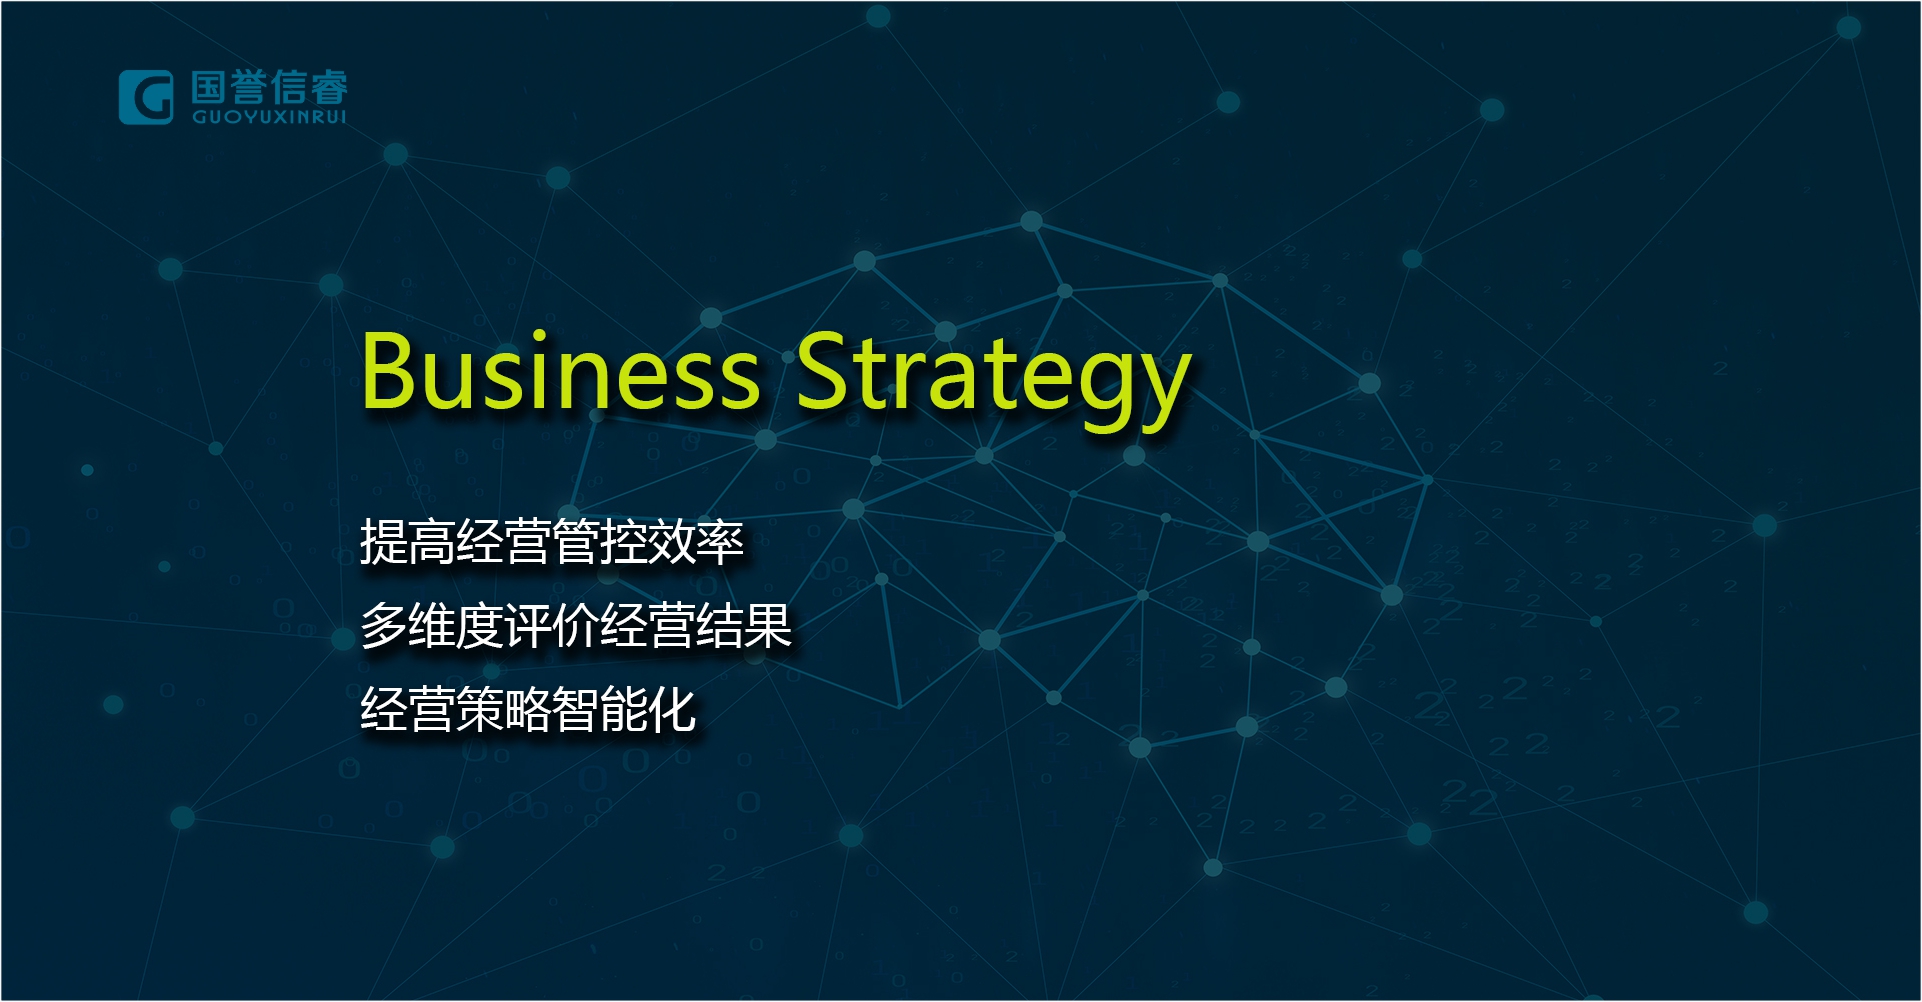 国誉信睿
GUOYUXINRUI
Business Strategy
提高经营管控效率
多维度评价经营结果
经营策略智能化